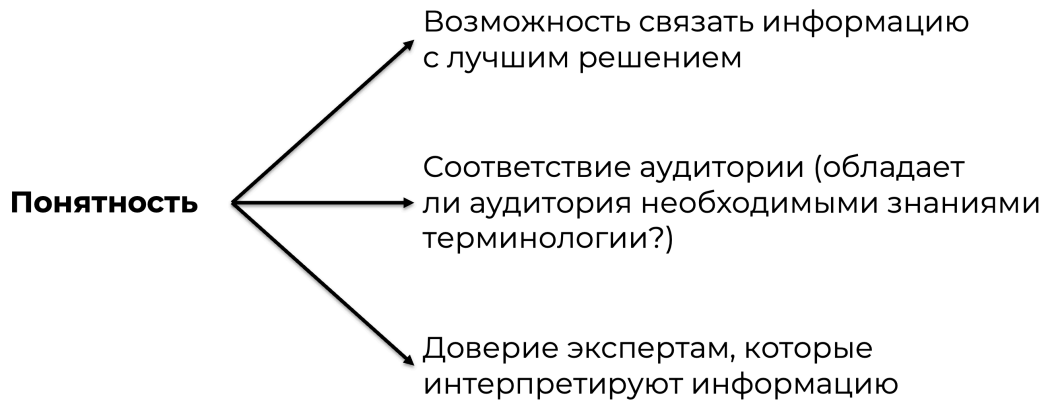 Возможность связать информацию
с лучшим решением
Соответствие аудитории (обладает
ли аудитория необходимыми знаниями
терминологии?)
Понятность
Доверие экспертам, которые
интерпретируют информацию